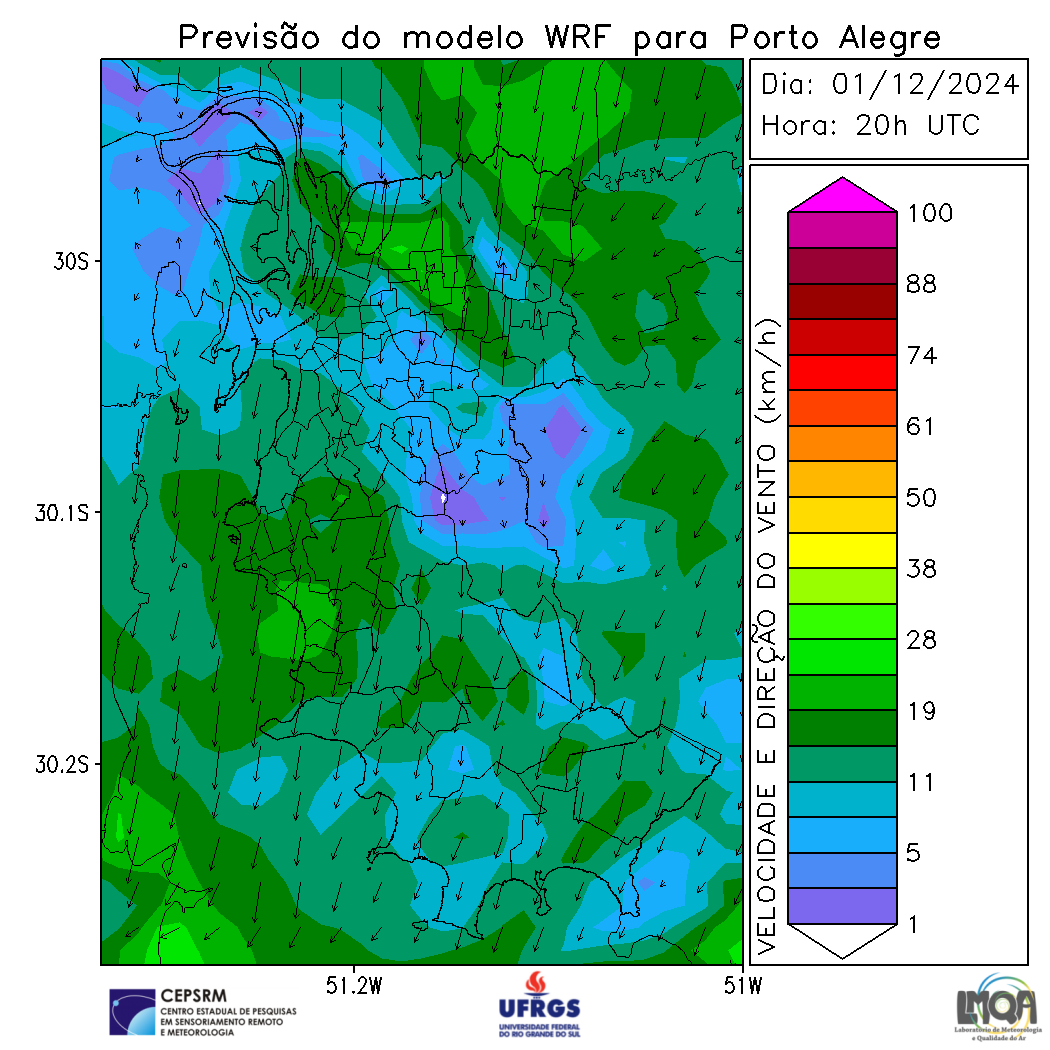 Previsão do modelo WRF para Porto Alegre
Dia: 01/12/2024
Hora: 20h UTC
30S
30.1S
30.2S
51.2W
51W
VELOCIDADE E DIREÇÃO DO VENTO (km/h)
100
88
74
61
50
38
28
19
11
5
1
CEPSRM
CENTRO ESTADUAL DE PESQUISAS
EM SENSORIAMENTO REMOTO
E METEOROLOGIA
UFRGS
UNIVERSIDADE FEDERAL
DO RIO GRANDE DO SUL
LMQA
Laboratório de Meteorologia
e Qualidade do Ar